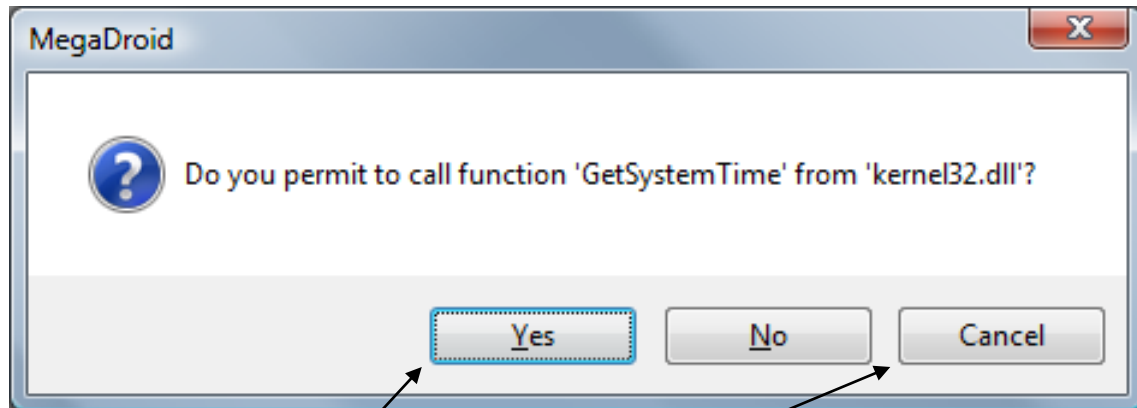 MegaDroid
Do you permit to call function 'GetSystemTime' from 'kernel32.dll'?
Yes
No
Cancel